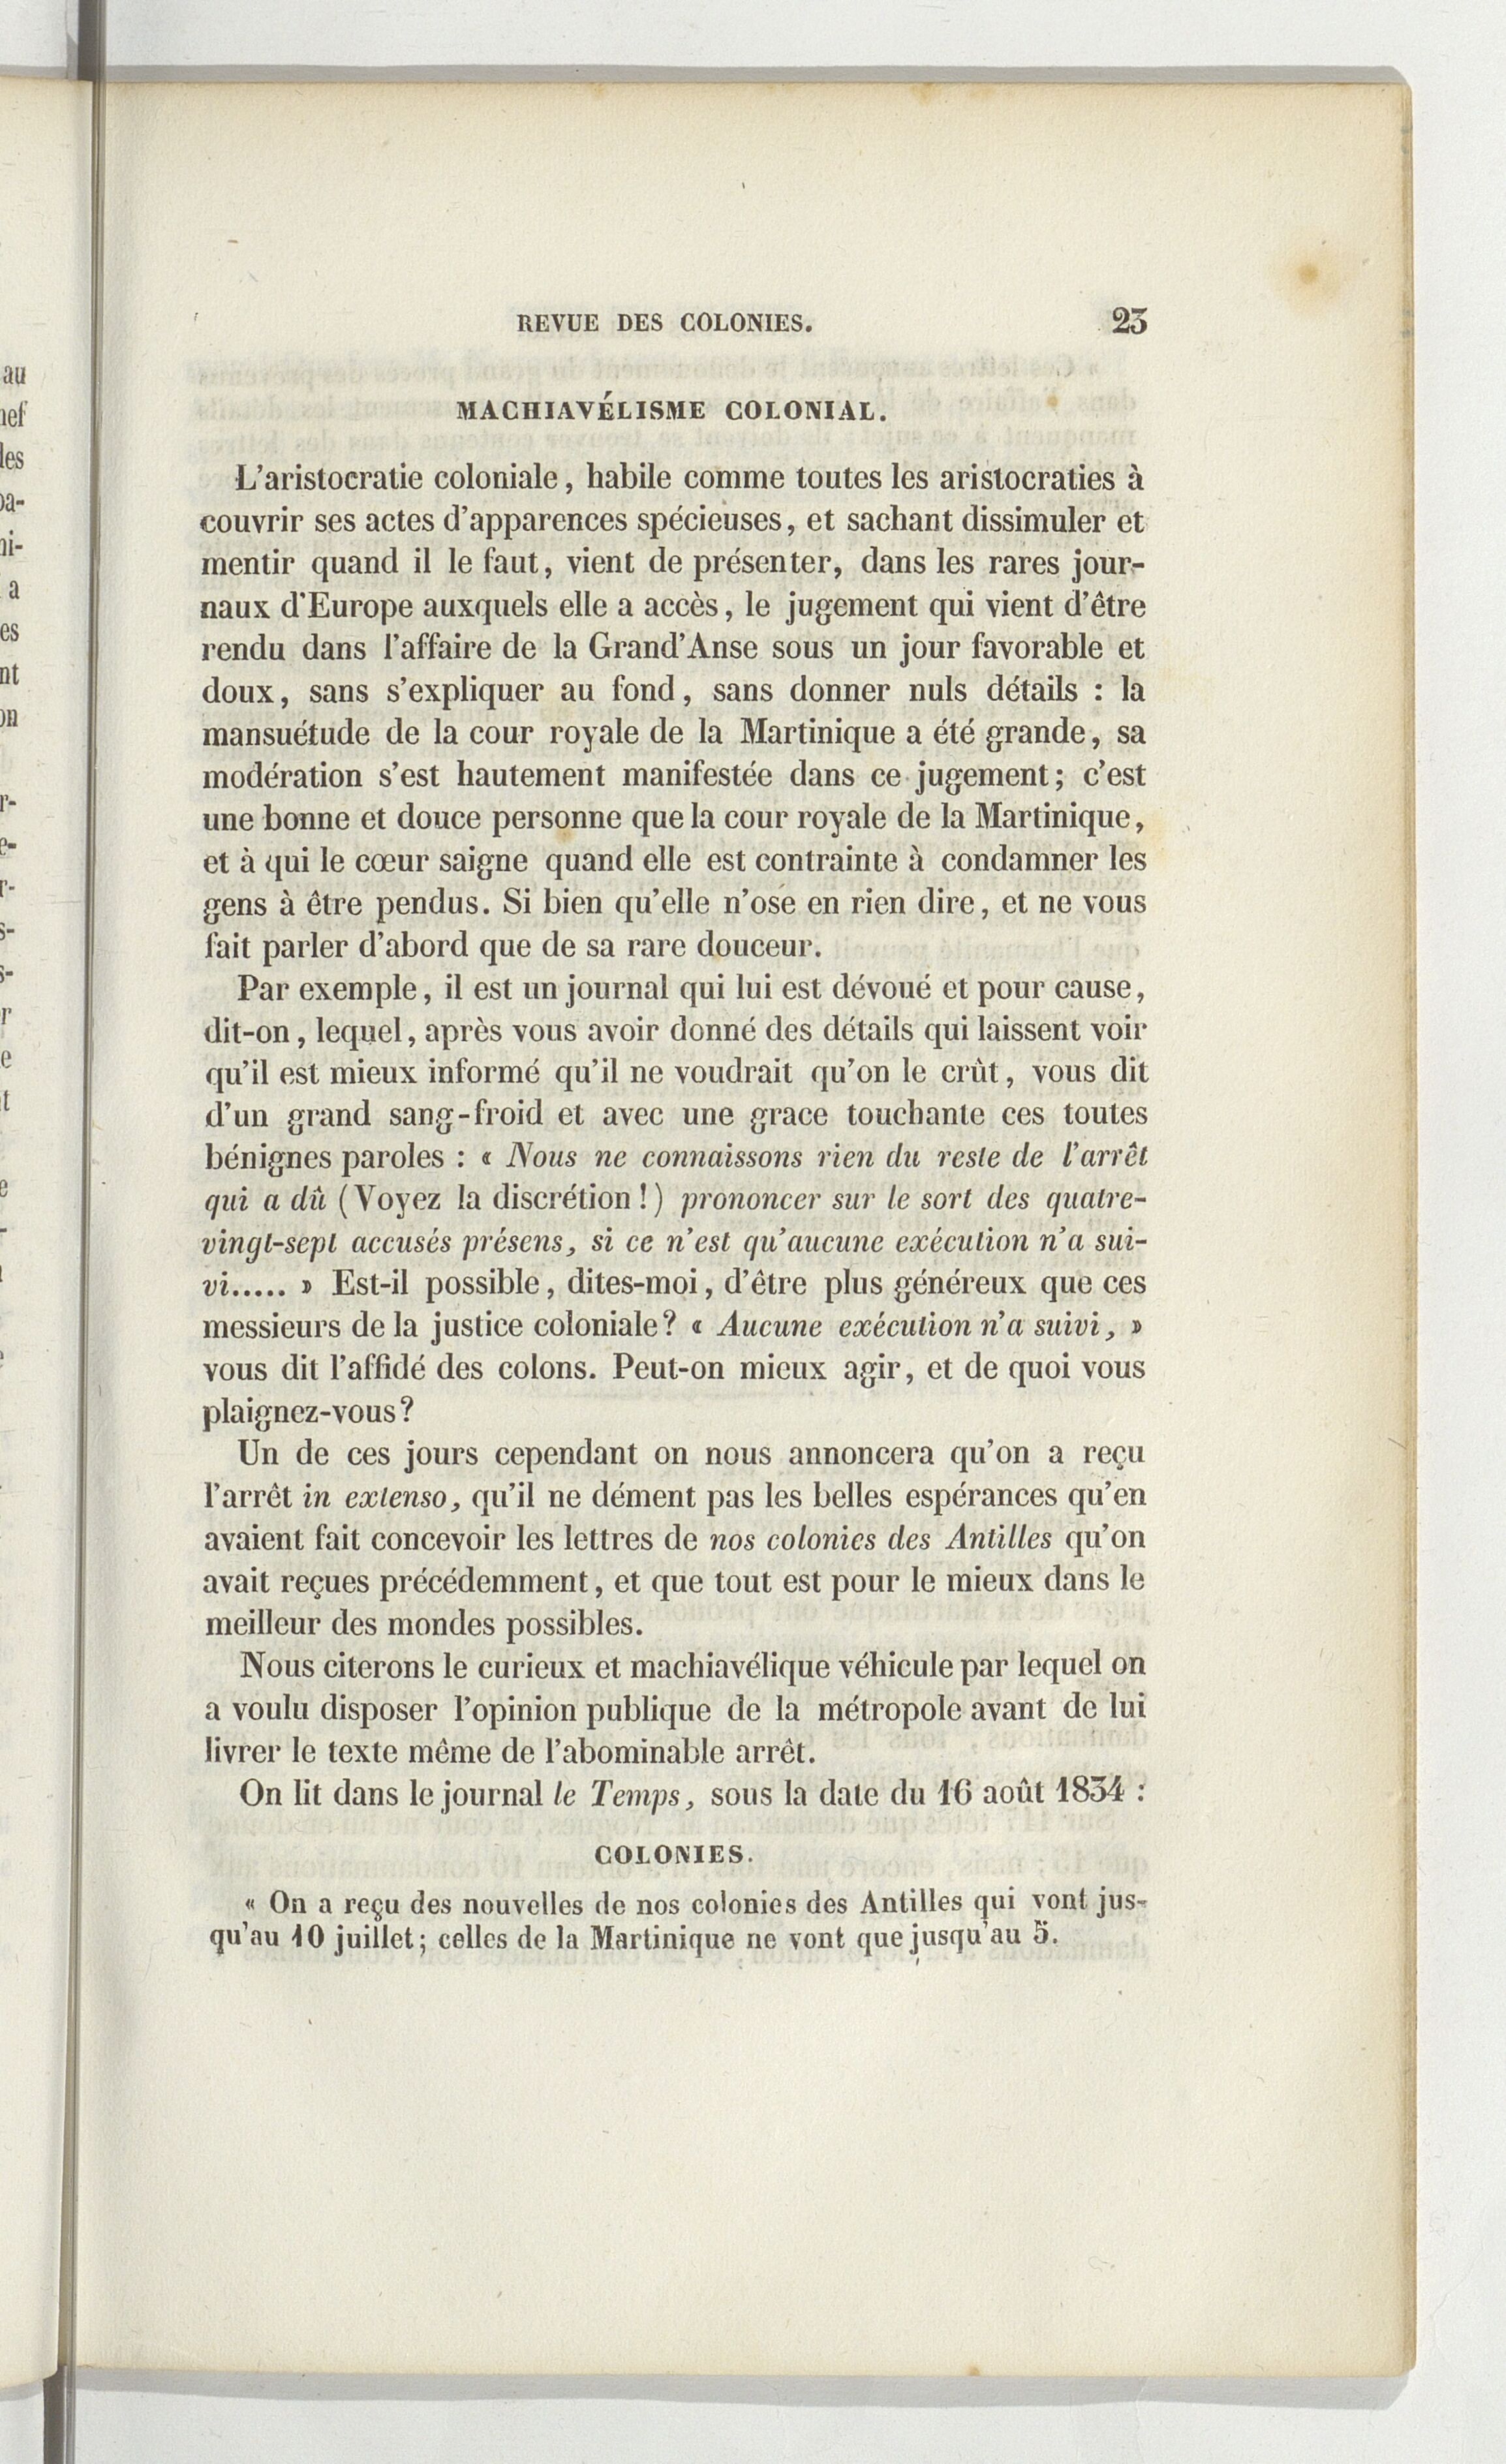 REVUE DES COLONIES. 23
MACHIAVÉLISME COLONIAL.
L'aristocratie coloniale, habile comme toutes les aristocraties à
couvrir ses actes d'apparences spécieuses, et sachant dissimuler et
mentir quand il le faut, vient de présenter, dans les rares jour-
naux d'Europe auxquels elle a accès, le jugement qui vient d'être
rendu dans l'affaire de la Grand'Anse sous un jour favorable et
doux, sans s'expliquer au fond, sans donner nuls détails : la
mansuétude de la cour royale de la Martinique a été grande, sa
modération s'est hautement manifestée dans ce jugement; c'est
une bonne et douce personne que la cour royale de la Martinique,
et à qui le cœur saigne quand elle est contrainte à condamner les
gens à être pendus. Si bien qu'elle n'ose en rien dire, et ne vous
fait parler d'abord que de sa rare douceur.
Par exemple, il est un journal qui lui est dévoué et pour cause,
dit-on, lequel, après vous avoir donné des détails qui laissent voir
qu'il est mieux informé qu'il ne voudrait qu'on le crût, vous dit
d'un grand sang-froid et avec une grace touchante ces toutes
bénignes paroles : « Nous ne connaissons rien du reste de l'arrêt
qui a dû (Voyez la discrétion!) prononcer sur le sort des quatre-
vingt-sept accusés présens, si ce n'est qu'aucune exécution n'a sui-
vi..... » Est-il possible, dites-moi, d'être plus généreux que ces
messieurs de la justice coloniale? « Aucune exécution n'a suivi, »
vous dit l'affidé des colons. Peut-on mieux agir, et de quoi vous
plaignez-vous?
Un de ces jours cependant on nous annoncera qu'on a reçu
l'arrêt in extenso, qu'il ne dément pas les belles espérances qu'en
avaient fait concevoir les lettres de nos colonies des Antilles qu'on
avait reçues précédemment, et que tout est pour le mieux dans le
meilleur des mondes possibles.
Nous citerons le curieux et machiavélique véhicule par lequel on
a voulu disposer l'opinion publique de la métropole avant de lui
livrer le texte même de l'abominable arrêt.
On lit dans le journal le Temps, sous la date du 16 août 1834 :
COLONIES.
« On a reçu des nouvelles de nos colonies des Antilles qui vont jus-
qu'au 10 juillet; celles de la Martinique ne vont que jusqu'au 5.